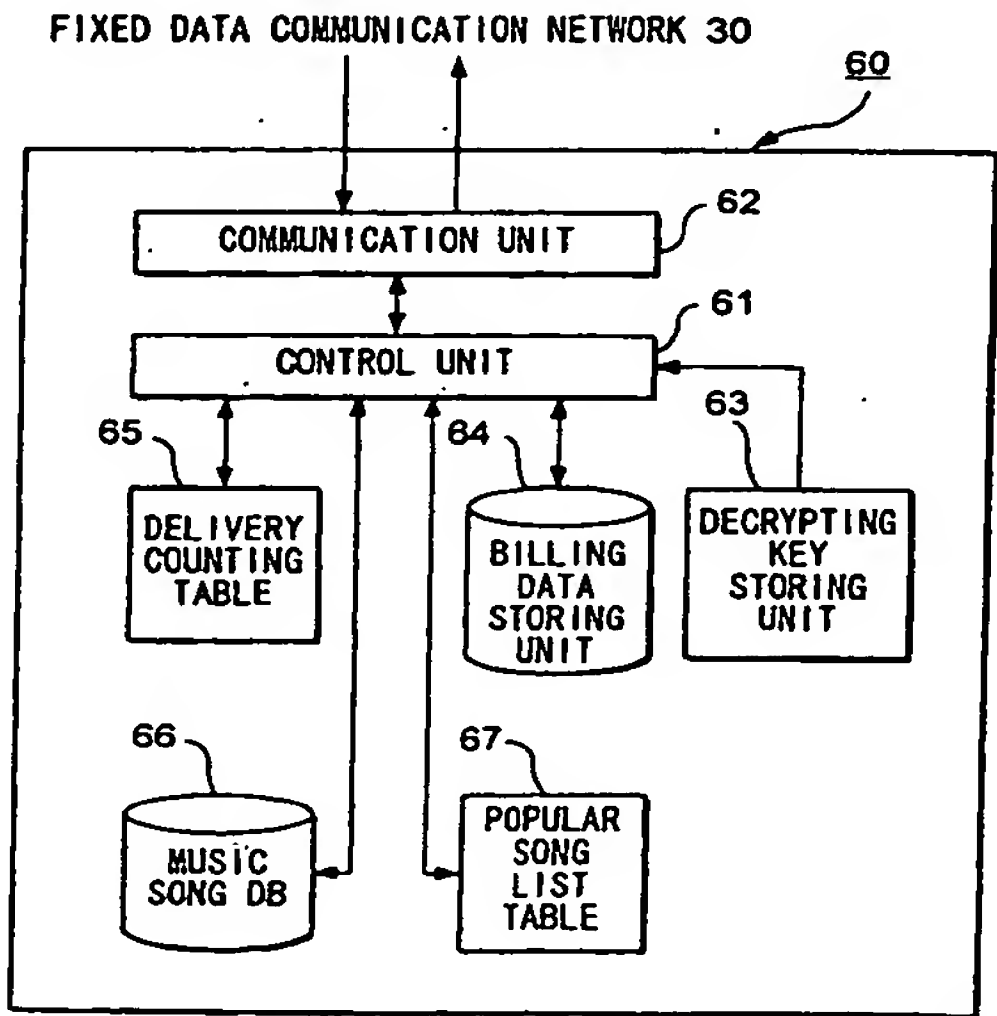 FIXED DATA COMMUNICATION NETWORK 30
60
62
COMMUNICATION UNIT
61
CONTROL UNIT
65
64
63
DELIVERY
COUNTING
TABLE
BILLING
DATA
STORING
UNIT
DECRYPTING
KEY
STORING
UNIT
66
67
MUSIC
SONG DB
POPULAR
SONG
LIST
TABLE